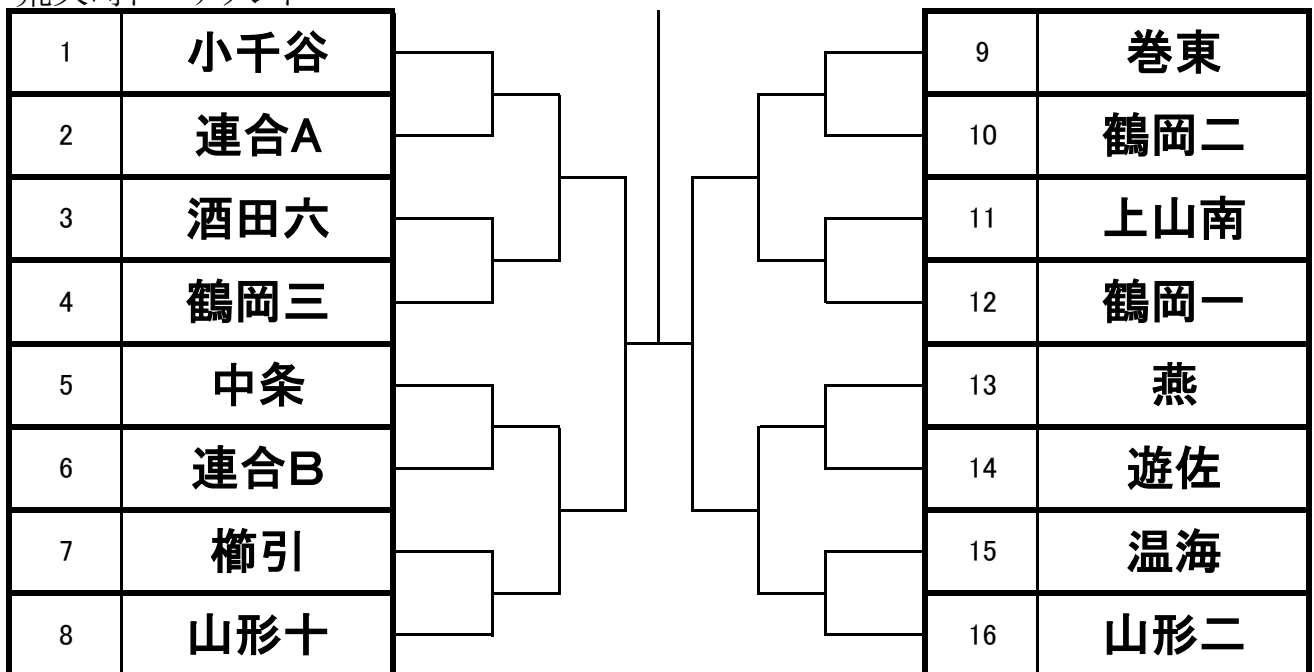 1 小千谷
2 連合A
3 酒田六
4 鶴岡三
5 中条
6 連合B
7 櫛引
8 山形十
9 巻東
10 鶴岡二
11 上山南
12 鶴岡一
13 燕
14 遊佐
15 温海
16 山形二